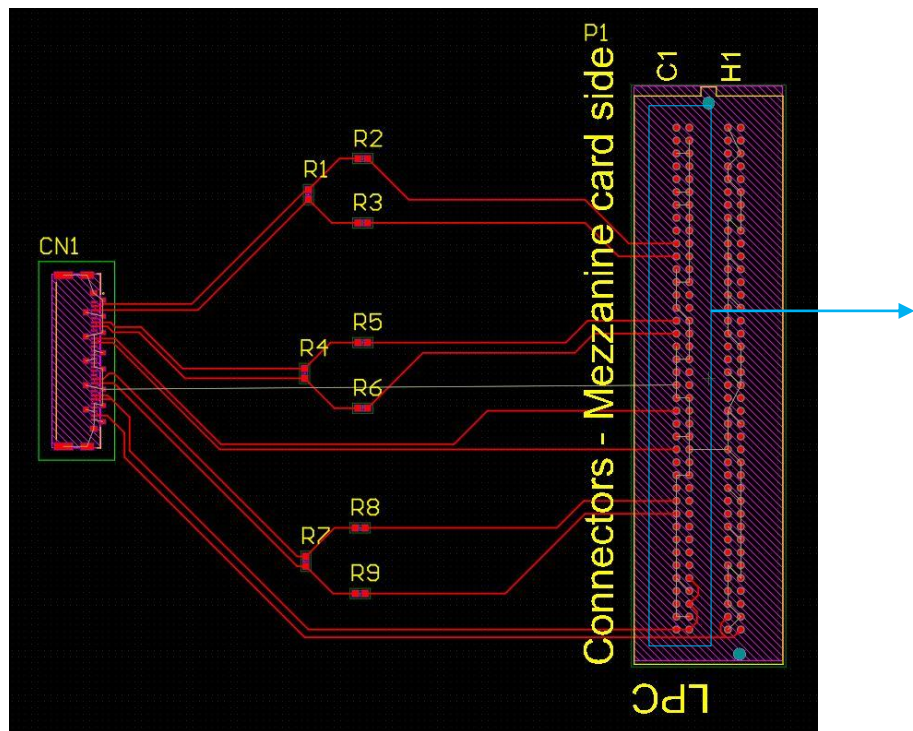 P1
C1
H1
Connectors - Mezzanine card side
R2
R1
R3
CN1
R5
R4
R6
R8
R7
R9
LPC